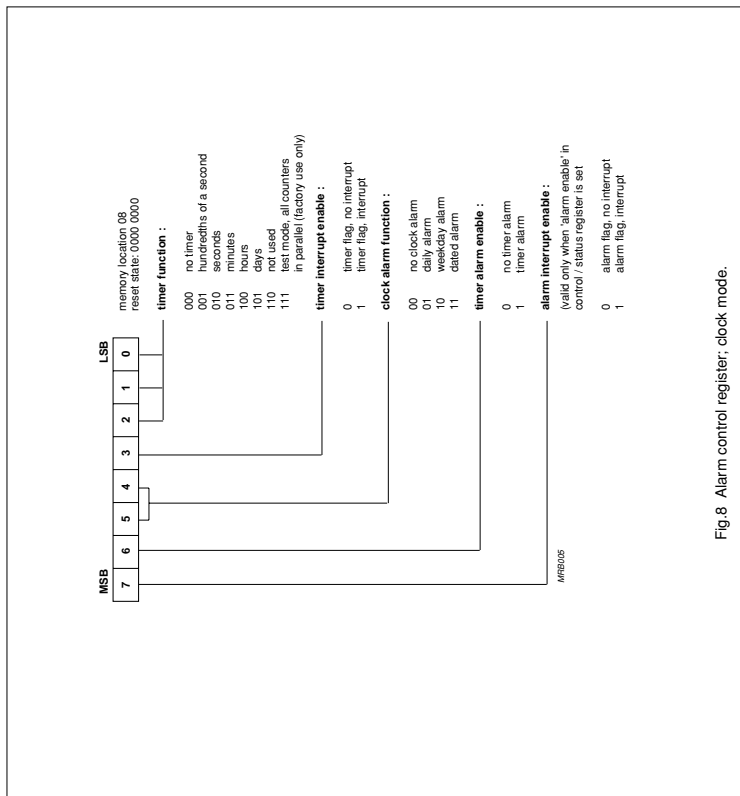 MSB LSB
7 6 5 4 3 2 1 0
memory location 08
reset state: 0000 0000
timer function :
000 no timer
001 hundredths of a second
010 seconds
011 minutes
100 hours
101 days
110 not used
111 test mode, all counters
in parallel (factory use only)
timer interrupt enable :
0 timer flag, no interrupt
1 timer flag, interrupt
clock alarm function :
00 no clock alarm
01 daily alarm
10 weekday alarm
11 dated alarm
timer alarm enable :
0 no timer alarm
1 timer alarm
alarm interrupt enable :
(valid only when 'alarm enable' in
control / status register is set
0 alarm flag, no interrupt
1 alarm flag, interrupt
MRB005
Fig.8 Alarm control register; clock mode.